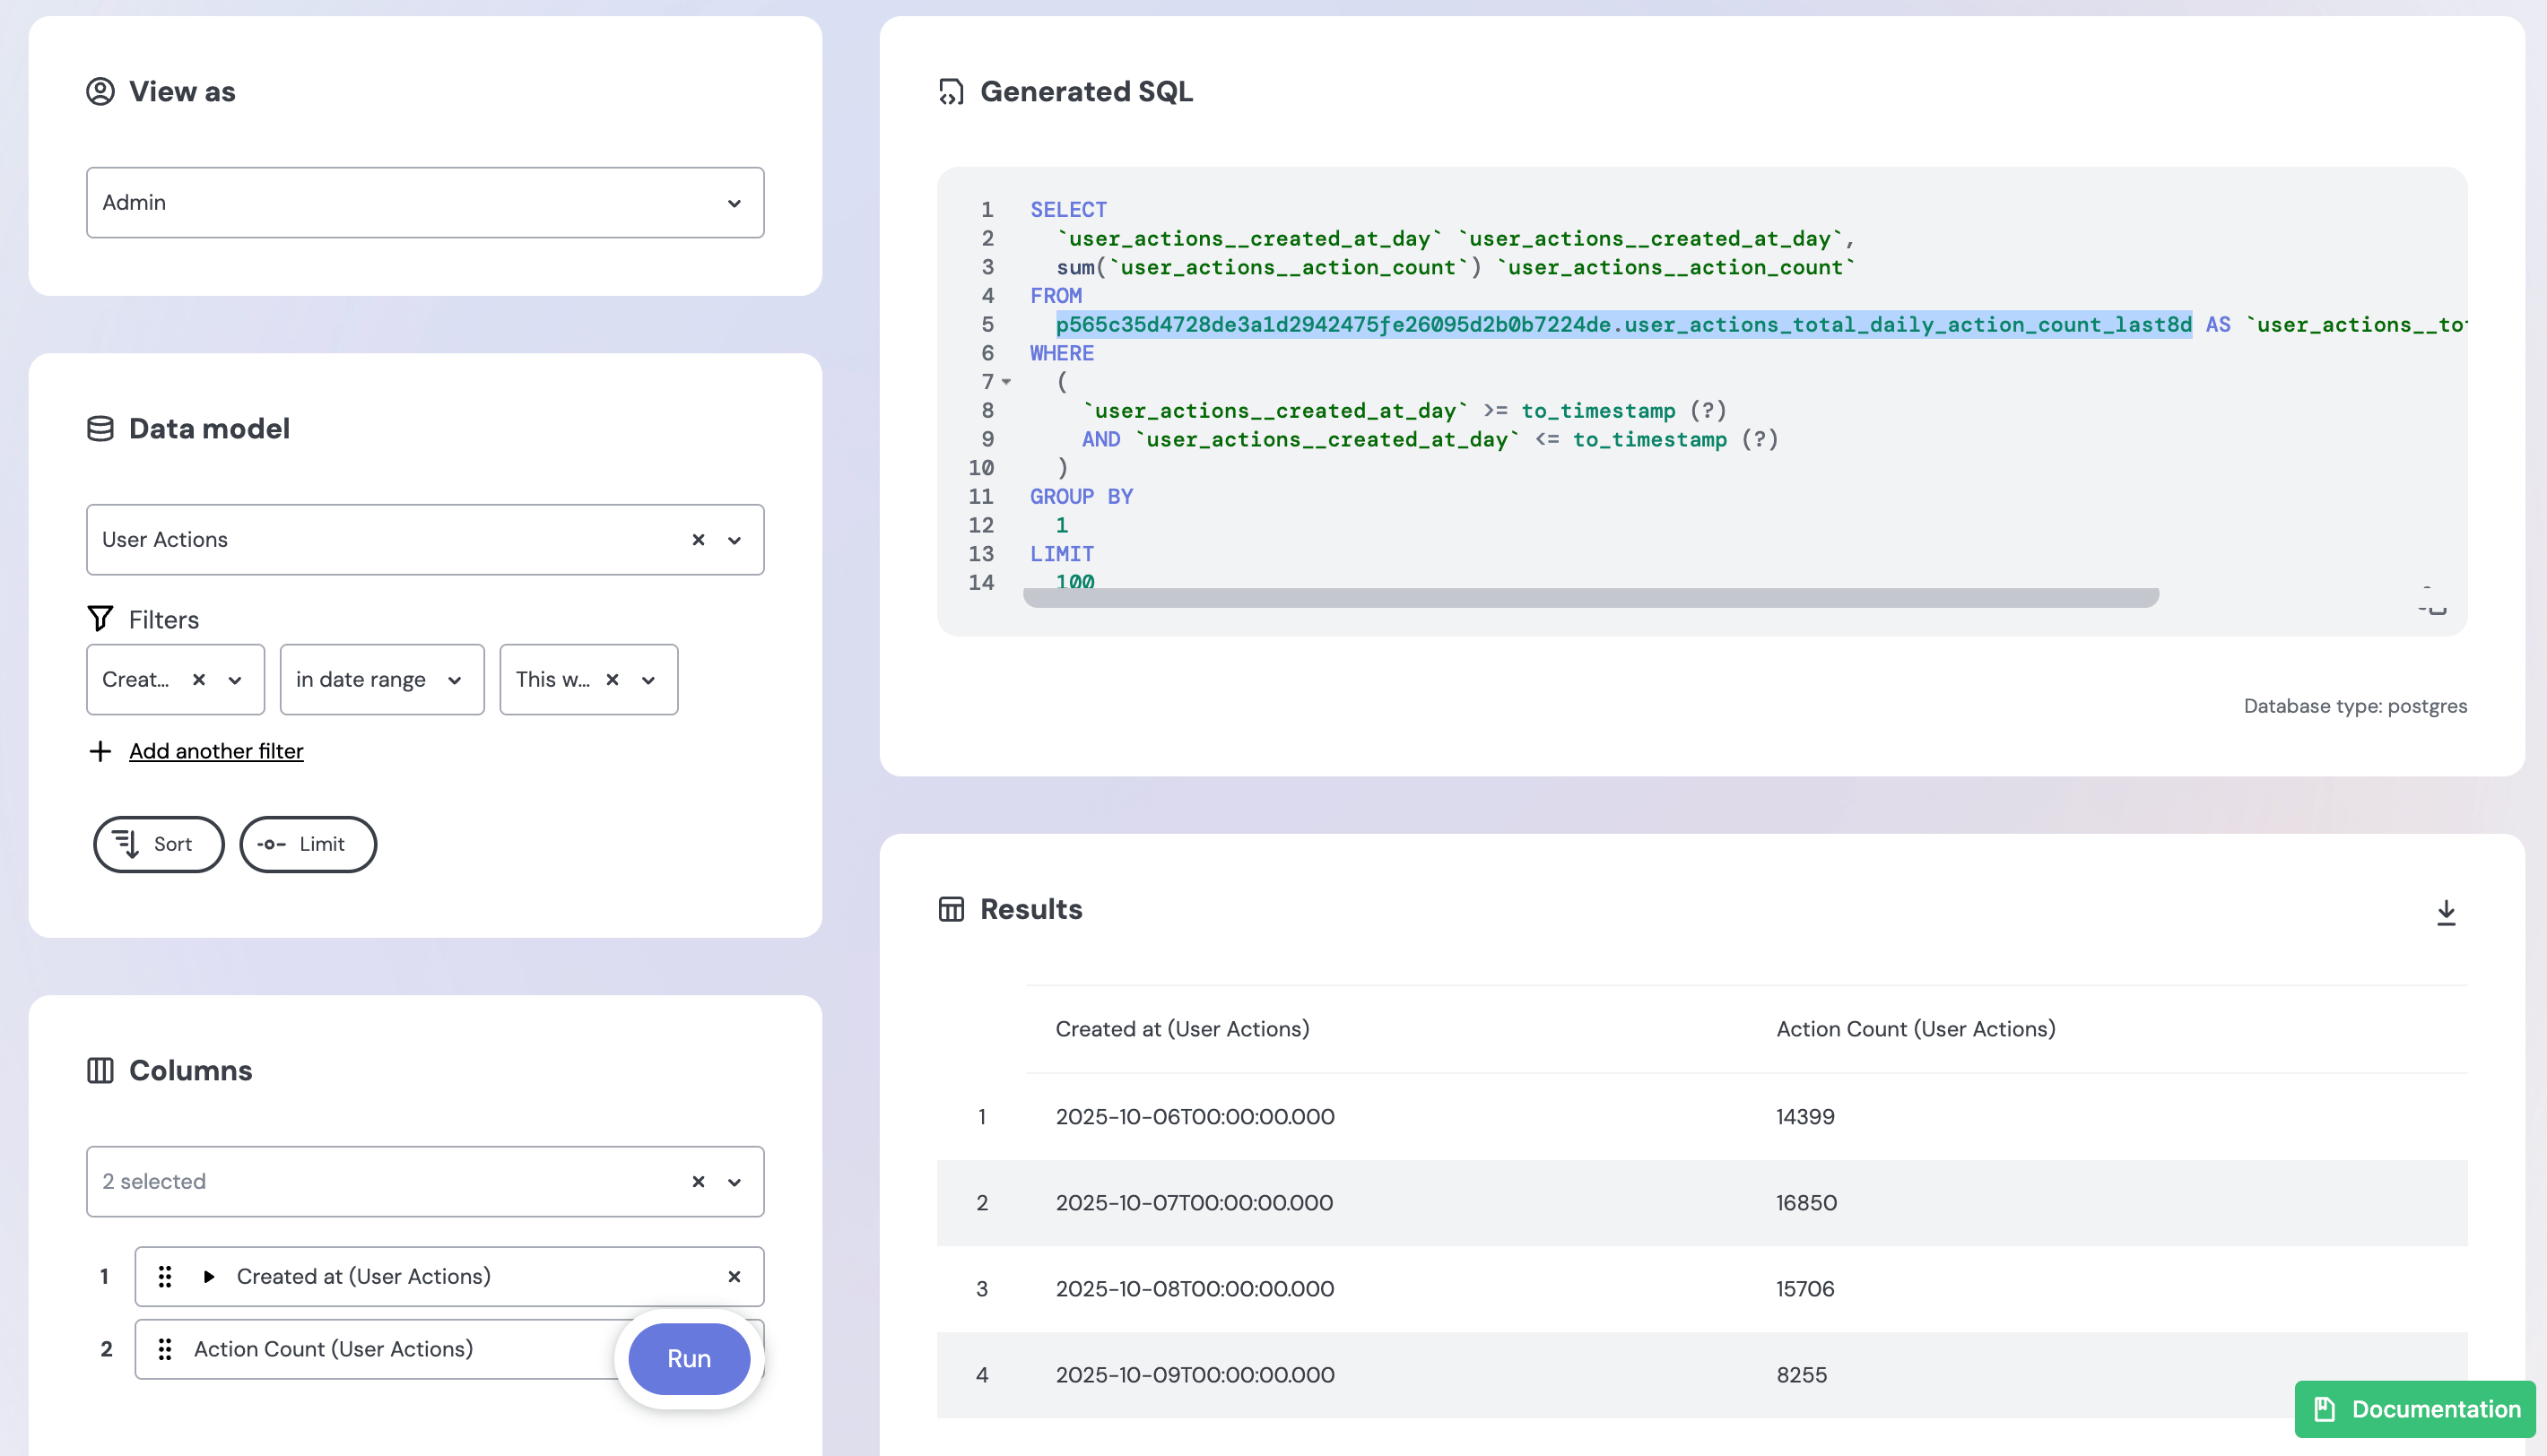 View as
Admin
Data model
User Actions
Filters
Creat...
in date range
This w...
Add another filter
Sort
Limit
Columns
2 selected
1 Created at (User Actions)
2 Action Count (User Actions)
Run
Generated SQL
1 SELECT
2 `user_actions__created_at_day` `user_actions__created_at_day`,
3 sum(`user_actions__action_count`) `user_actions__action_count`
4 FROM
5 p565c35d4728de3a1d2942475fe26095d2b0b7224de.user_actions_total_daily_action_count_last8d AS `user_actions__tot
6 WHERE
7 (
8 `user_actions__created_at_day` >= to_timestamp (?)
9 AND `user_actions__created_at_day` <= to_timestamp (?)
10 )
11 GROUP BY
12 1
13 LIMIT
14 100
Database type: postgres
Results
Created at (User Actions) Action Count (User Actions)
1 2025-10-06T00:00:00.000 14399
2 2025-10-07T00:00:00.000 16850
3 2025-10-08T00:00:00.000 15706
4 2025-10-09T00:00:00.000 8255
Documentation